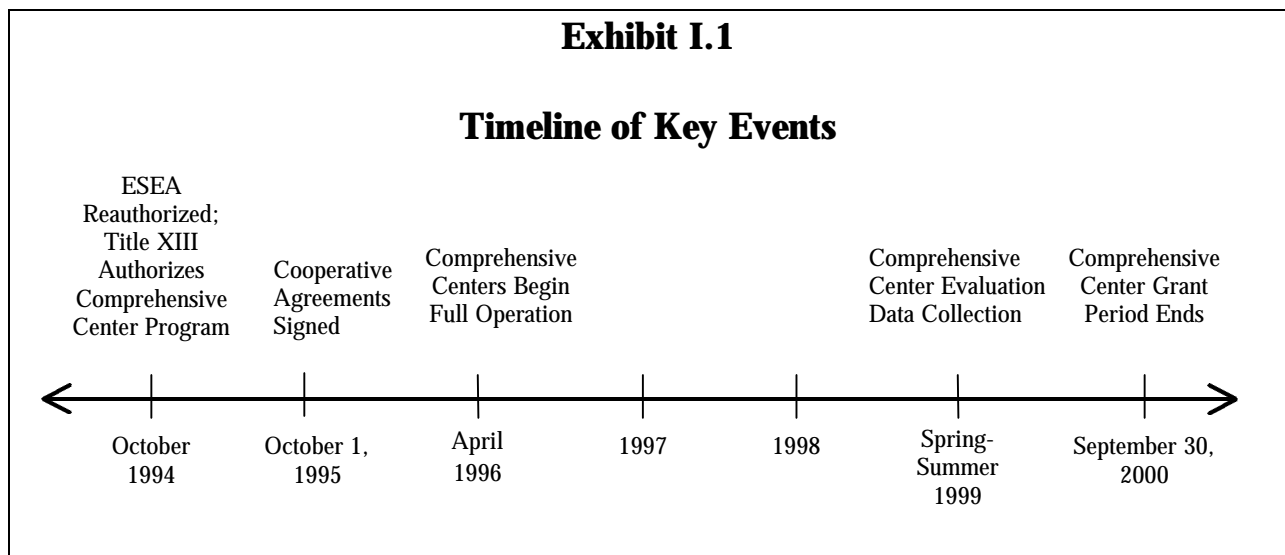 Exhibit I.1
Timeline of Key Events
ESEA
Reauthorized;
Title XIII
Authorizes
Comprehensive
Center Program
Cooperative
Agreements
Signed
Comprehensive
Centers Begin
Full Operation
Comprehensive
Center Evaluation
Data Collection
Comprehensive
Center Grant
Period Ends
October
1994
October 1,
1995
April
1996
1997
1998
Spring-
Summer
1999
September 30,
2000